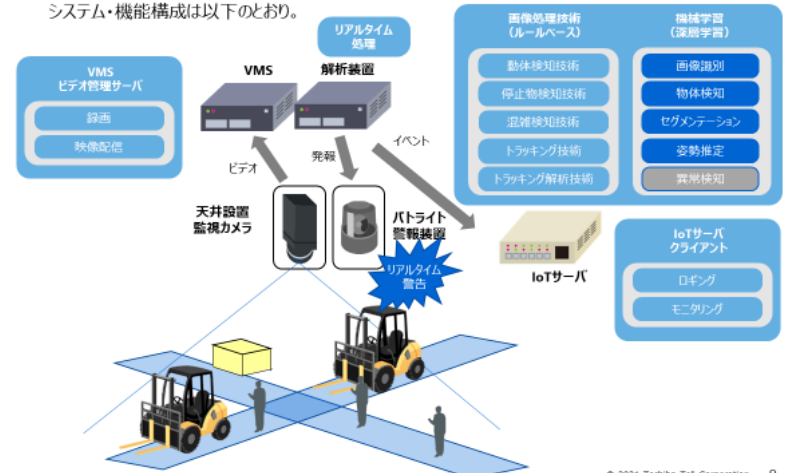 システム・機能構成は以下のとおり。
リアルタイム
処理
VMS
ビデオ管理サーバ
録画
映像配信
VMS
解析装置
ビデオ
発報
イベント
天井設置
監視カメラ
パトライト
警報装置
リアルタイム
警告
画像処理技術
(ルールベース)
動体検知技術
停止物検知技術
混雑検知技術
トラッキング技術
トラッキング解析技術
機械学習
(深層学習)
画像識別
物体検知
セグメンテーション
姿勢推定
異常検知
IoTサーバ
IoTサーバ
クライアント
ロギング
モニタリング